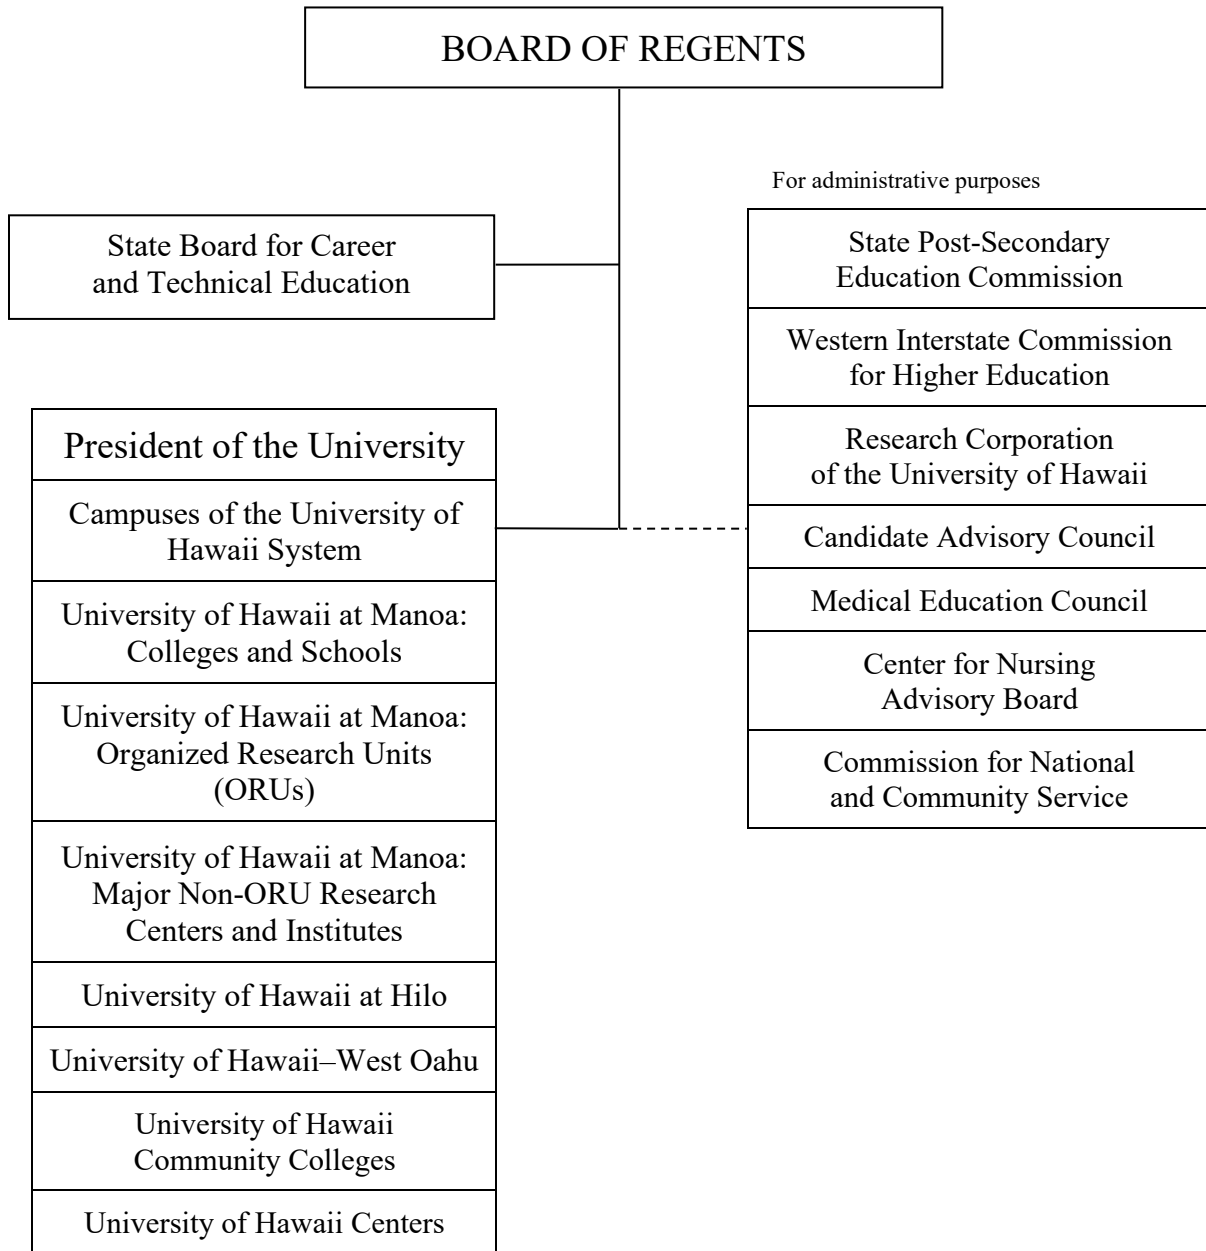 BOARD OF REGENTS
State Board for Career
and Technical Education
President of the University
Campuses of the University of
Hawaii System
University of Hawaii at Manoa:
Colleges and Schools
University of Hawaii at Manoa:
Organized Research Units
(ORUs)
University of Hawaii at Manoa:
Major Non-ORU Research
Centers and Institutes
University of Hawaii at Hilo
University of Hawaii–West Oahu
University of Hawaii
Community Colleges
University of Hawaii Centers
For administrative purposes
State Post-Secondary
Education Commission
Western Interstate Commission
for Higher Education
Research Corporation
of the University of Hawaii
Candidate Advisory Council
Medical Education Council
Center for Nursing
Advisory Board
Commission for National
and Community Service